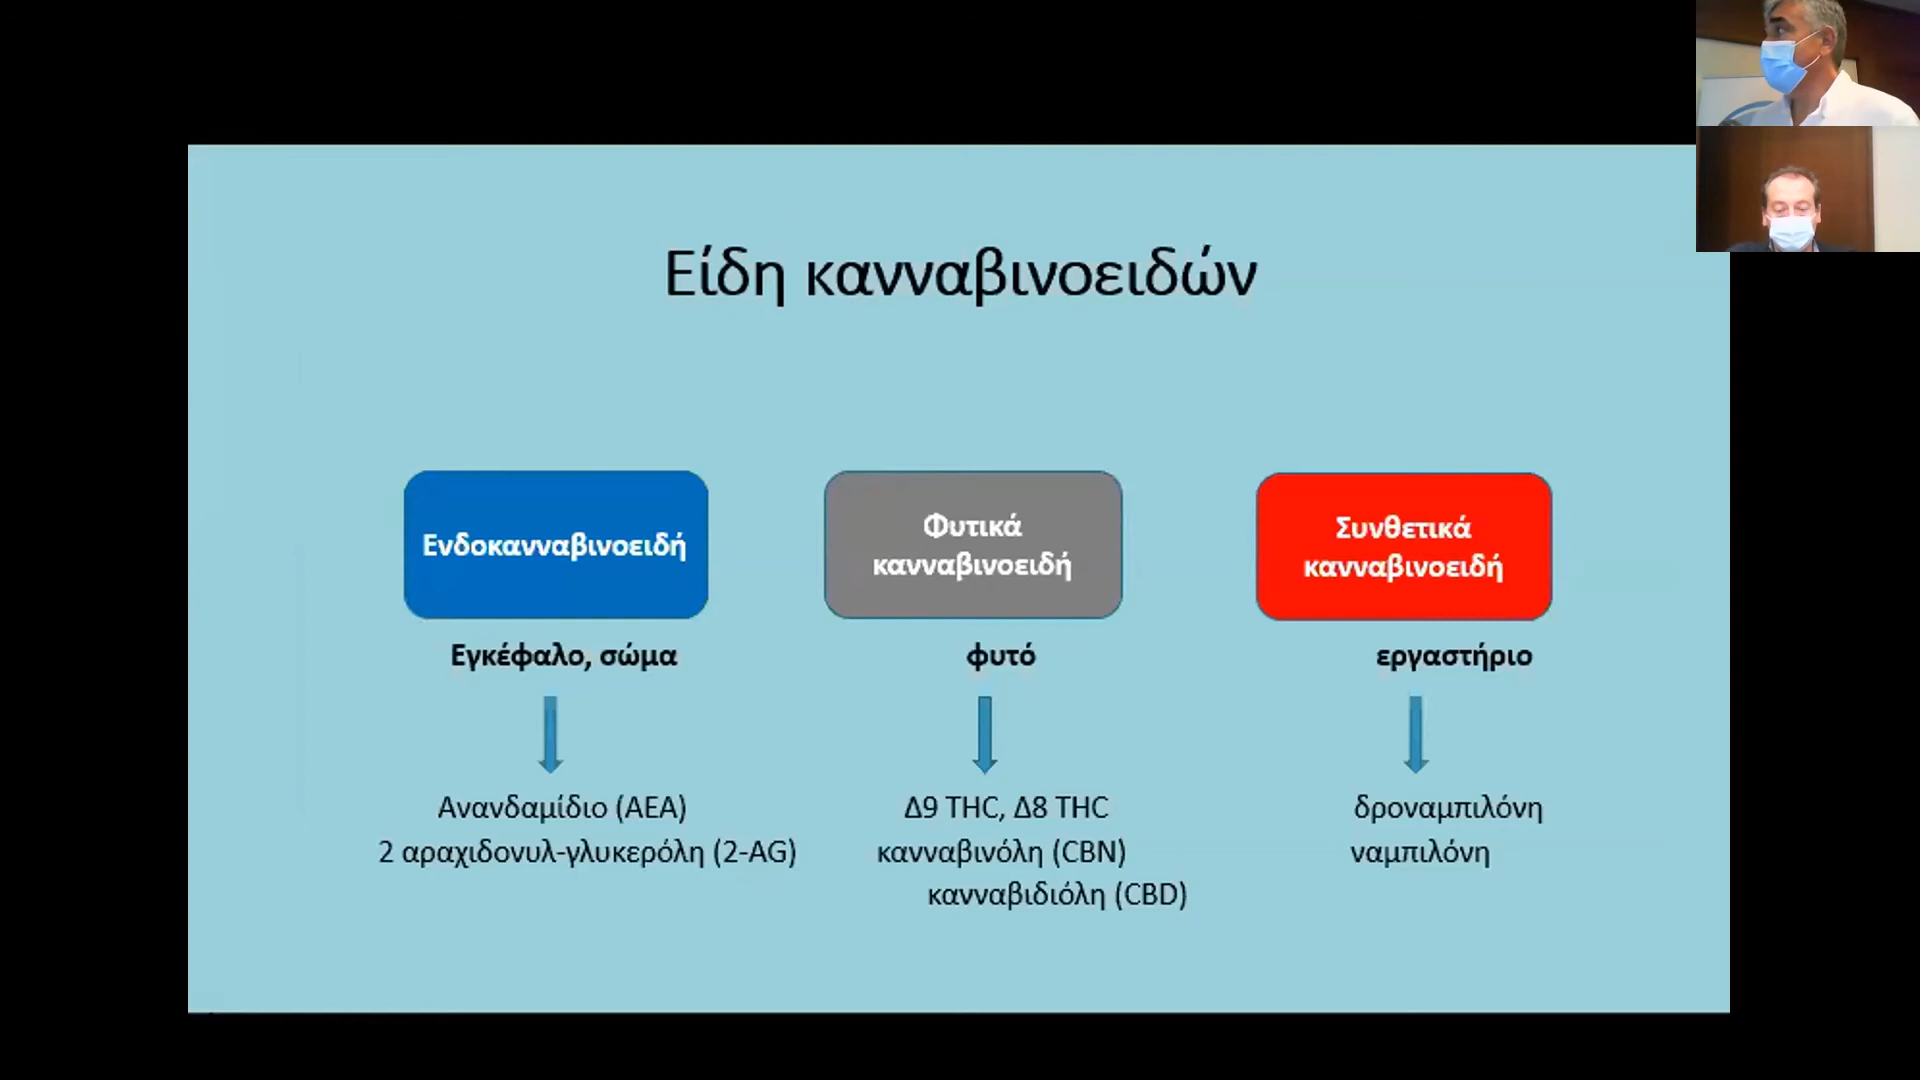 Είδη κανναβινοειδών
Ενδοκανναβινοειδή
Εγκέφαλο, σώμα
Ανανδαμίδιο (ΑΕΑ)
2 αραχιδονυλ-γλυκερόλη (2-AG)
Φυτικά
κανναβινοειδή
φυτό
Δ9 THC, Δ8 THC
κανναβινόλη (CBN)
κανναβιδιόλη (CBD)
Συνθετικά
κανναβινοειδή
εργαστήριο
δροναμπιλόνη
ναμπιλόνη